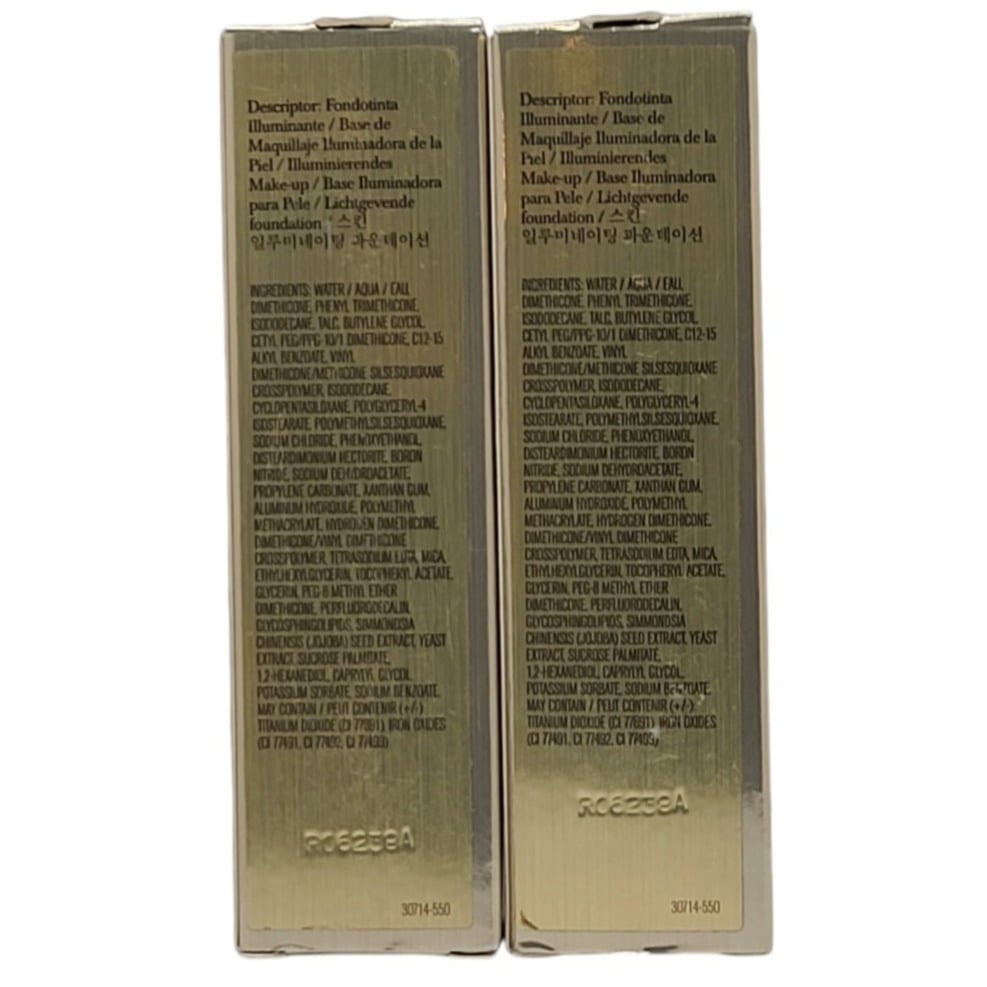 Descriptor: Fondotinta
Illuminante / Base de
Maquillaje Iluminadora de la
Piel / Illuminierendes
Make-up / Base Iluminadora
para Pele / Lichtgevende
foundation / 스킨
일루미네이팅 파운데이션
INGREDIENTS: WATER / AQUA / EAU,
DIMETHICONE, PHENYL TRIMETHICONE,
ISODODECANE, TALC, BUTYLENE GLYCOL,
CETYL PEG/PPG-10/1 DIMETHICONE, C12-15
ALKYL BENZOATE, VINYL
DIMETHICONE/METHICONE SILSESQUIOXANE
CROSSPOLYMER, ISODODECANE,
CYCLOPENTASILOXANE, POLYGLYCERYL-4
ISOSTEARATE, POLYMETHYLSILSESQUIOXANE,
SODIUM CHLORIDE, PHENOXYETHANOL,
DISTEARDIMONIUM HECTORITE, BORON
NITRIDE, SODIUM DEHYDROACETATE,
PROPYLENE CARBONATE, XANTHAN GUM,
ALUMINUM HYDROXIDE, POLYMETHYL
METHACRYLATE, HYDROGEN DIMETHICONE,
DIMETHICONE/VINYL DIMETHICONE
CROSSPOLYMER, TETRASODIUM EDTA, MICA,
ETHYLHEXYLGLYCERIN, TOCOPHERYL ACETATE,
GLYCERIN, PEG-8 METHYL ETHER
DIMETHICONE, PERFLUORODECALIN,
GLYCOSPHINGOLIPIDS, SIMMONDSIA
CHINENSIS (JOJOBA) SEED EXTRACT, YEAST
EXTRACT, SUCROSE PALMITATE,
1,2-HEXANEDIOL, CAPRYLYL GLYCOL,
POTASSIUM SORBATE, SODIUM BENZOATE.
MAY CONTAIN / PEUT CONTENIR (+/-):
TITANIUM DIOXIDE (CI 77891), IRON OXIDES
(CI 77491, CI 77492, CI 77499)
R06239A
30714-550
Descriptor: Fondotinta
Illuminante / Base de
Maquillaje Iluminadora de la
Piel / Illuminierendes
Make-up / Base Iluminadora
para Pele / Lichtgevende
foundation / 스킨
일루미네이팅 파운데이션
INGREDIENTS: WATER / AQUA / EAU,
DIMETHICONE, PHENYL TRIMETHICONE,
ISODODECANE, TALC, BUTYLENE GLYCOL,
CETYL PEG/PPG-10/1 DIMETHICONE, C12-15
ALKYL BENZOATE, VINYL
DIMETHICONE/METHICONE SILSESQUIOXANE
CROSSPOLYMER, ISODODECANE,
CYCLOPENTASILOXANE, POLYGLYCERYL-4
ISOSTEARATE, POLYMETHYLSILSESQUIOXANE,
SODIUM CHLORIDE, PHENOXYETHANOL,
DISTEARDIMONIUM HECTORITE, BORON
NITRIDE, SODIUM DEHYDROACETATE,
PROPYLENE CARBONATE, XANTHAN GUM,
ALUMINUM HYDROXIDE, POLYMETHYL
METHACRYLATE, HYDROGEN DIMETHICONE,
DIMETHICONE/VINYL DIMETHICONE
CROSSPOLYMER, TETRASODIUM EDTA, MICA,
ETHYLHEXYLGLYCERIN, TOCOPHERYL ACETATE,
GLYCERIN, PEG-8 METHYL ETHER
DIMETHICONE, PERFLUORODECALIN,
GLYCOSPHINGOLIPIDS, SIMMONDSIA
CHINENSIS (JOJOBA) SEED EXTRACT, YEAST
EXTRACT, SUCROSE PALMITATE,
1,2-HEXANEDIOL, CAPRYLYL GLYCOL,
POTASSIUM SORBATE, SODIUM BENZOATE.
MAY CONTAIN / PEUT CONTENIR (+/-):
TITANIUM DIOXIDE (CI 77891), IRON OXIDES
(CI 77491, CI 77492, CI 77499)
R06239A
30714-550